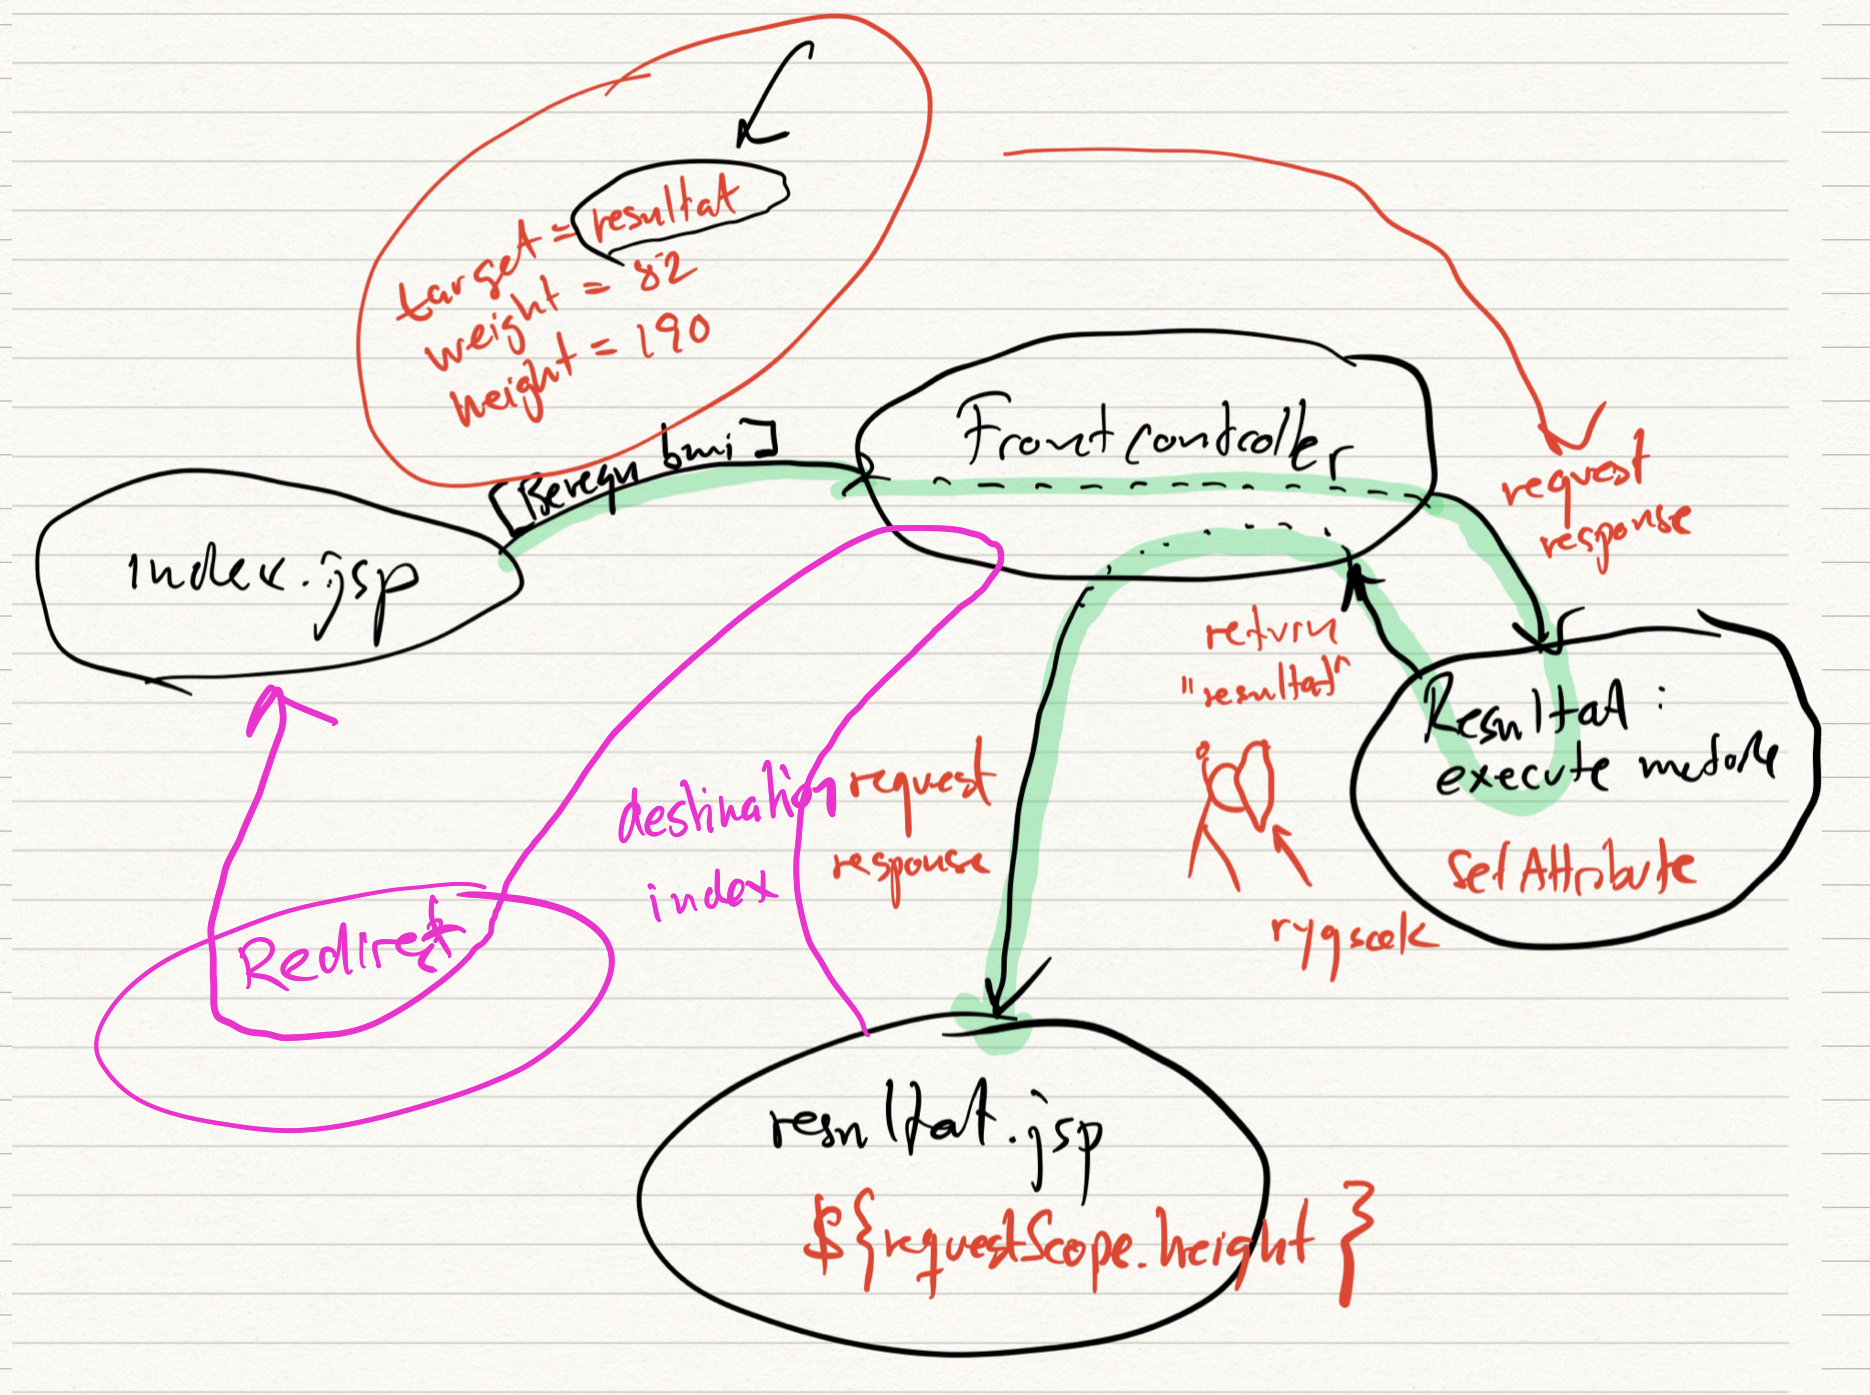 target = resultat
weight = 82
height = 190
[Beregn bmi]
Frontcontroller
index.jsp
request
response
return
"resultat"
Resultat:
execute metode
setAttribute
rygsæk
destination
index
request
response
Redirect
resultat.jsp
${requestScope.height}